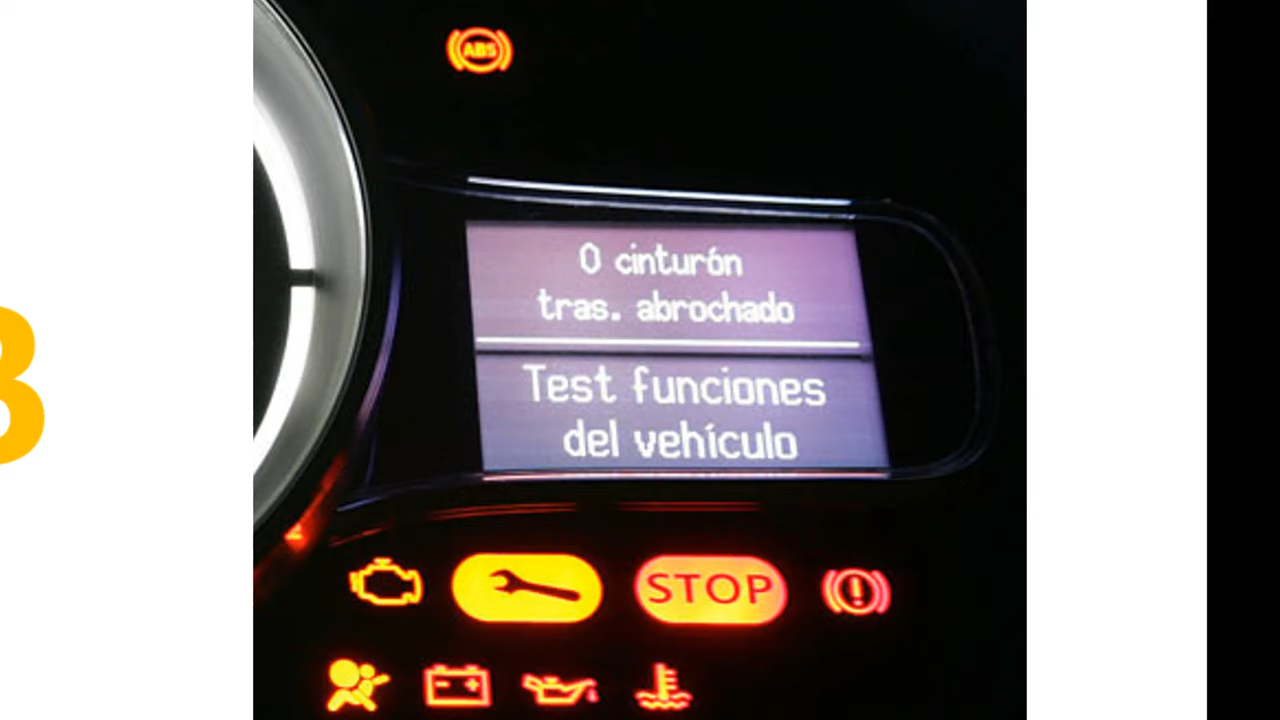 ABS
0 cinturón
tras. abrochado
Test funciones
del vehículo
STOP